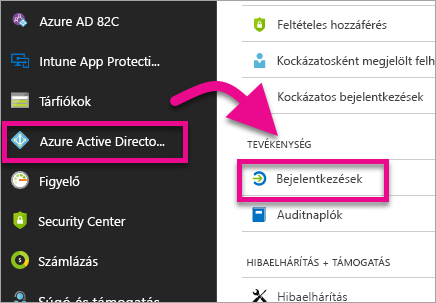 Azure AD 82C
Intune App Protecti...
Tárfiókok
Azure Active Directo...
Figyelő
Security Center
Számlázás
Súgó és támogatás
Feltételes hozzáférés
Kockázatosként megjelölt felh
Kockázatos bejelentkezések
TEVÉKENYSÉG
Bejelentkezések
Auditnaplók
HIBAELHÁRÍTÁS + TÁMOGATÁS
Hibaelhárítás